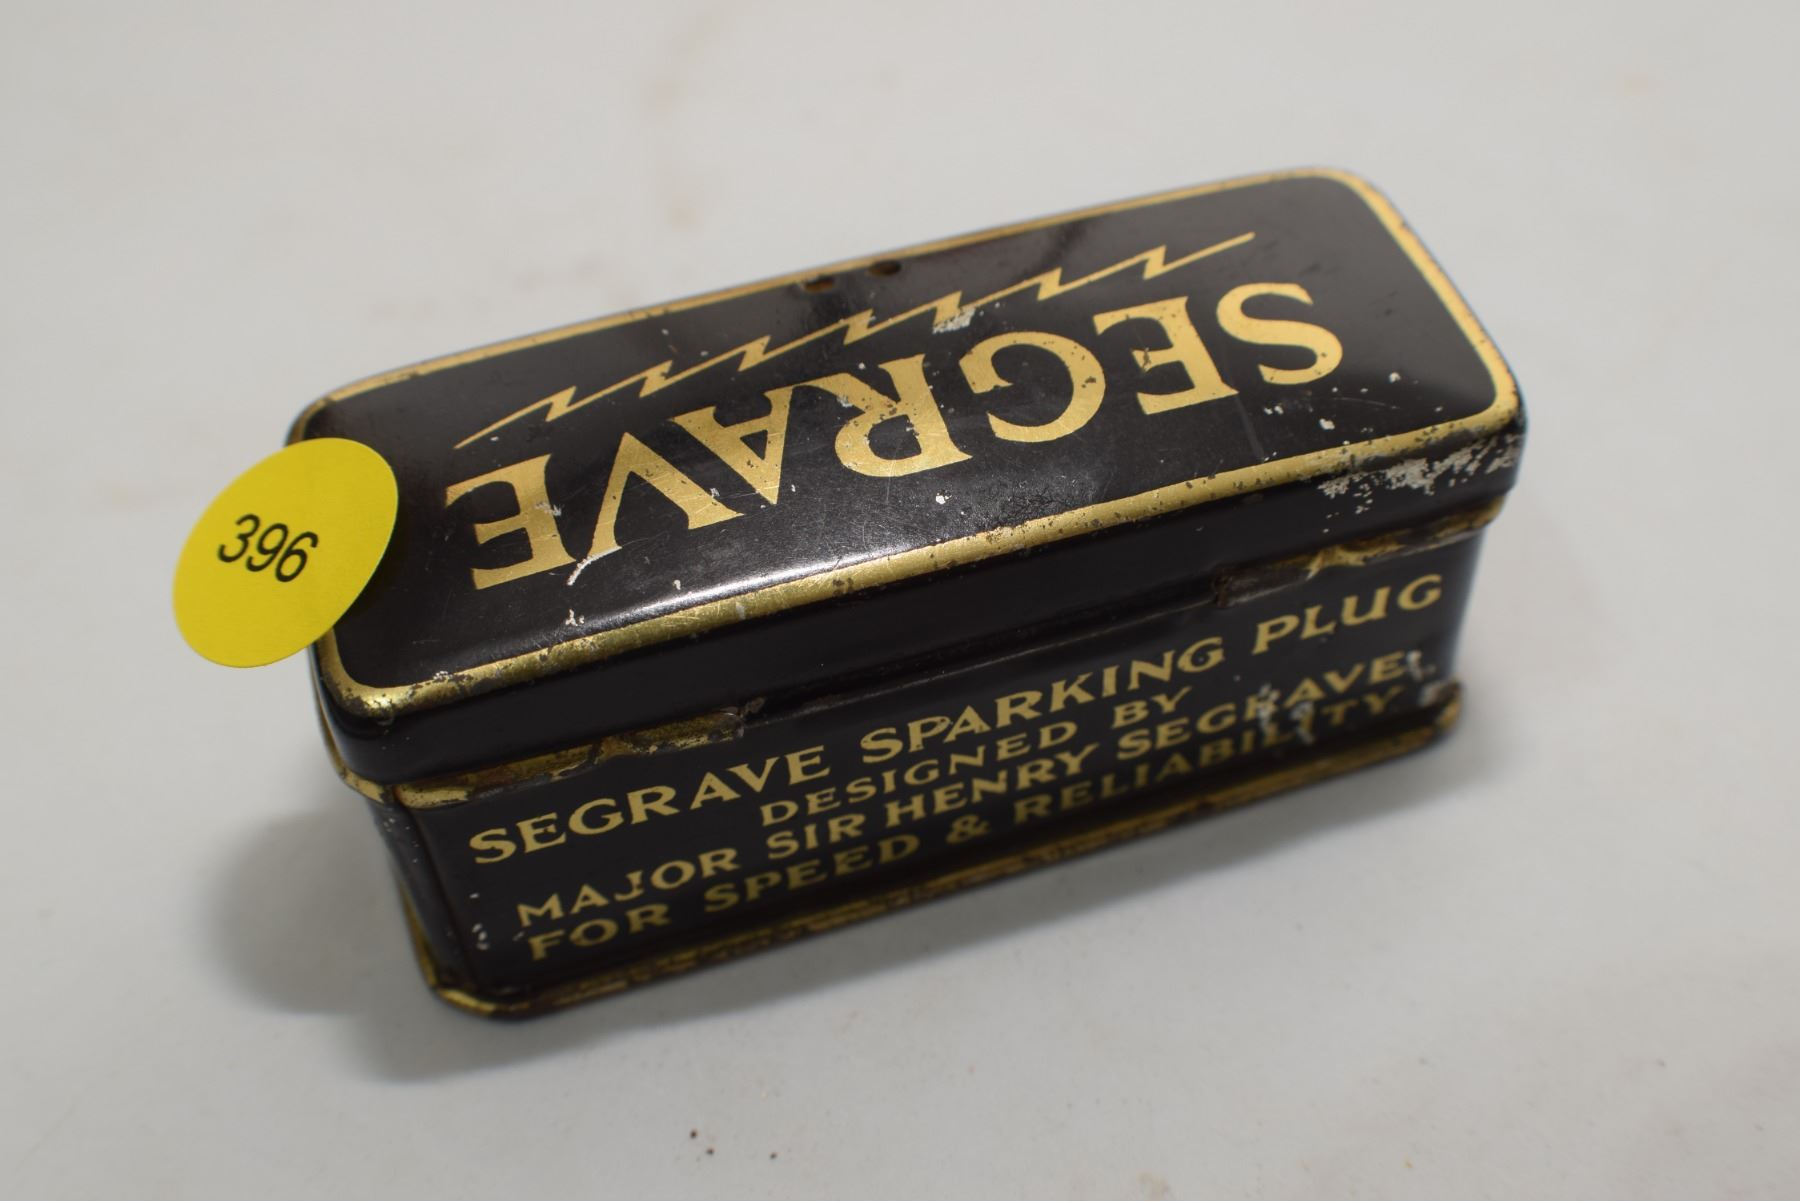 SEGRAVE
396
SEGRAVE SPARKING PLUG
DESIGNED BY
MAJOR SIR HENRY SEGRAVE,
FOR SPEED & RELIABILITY